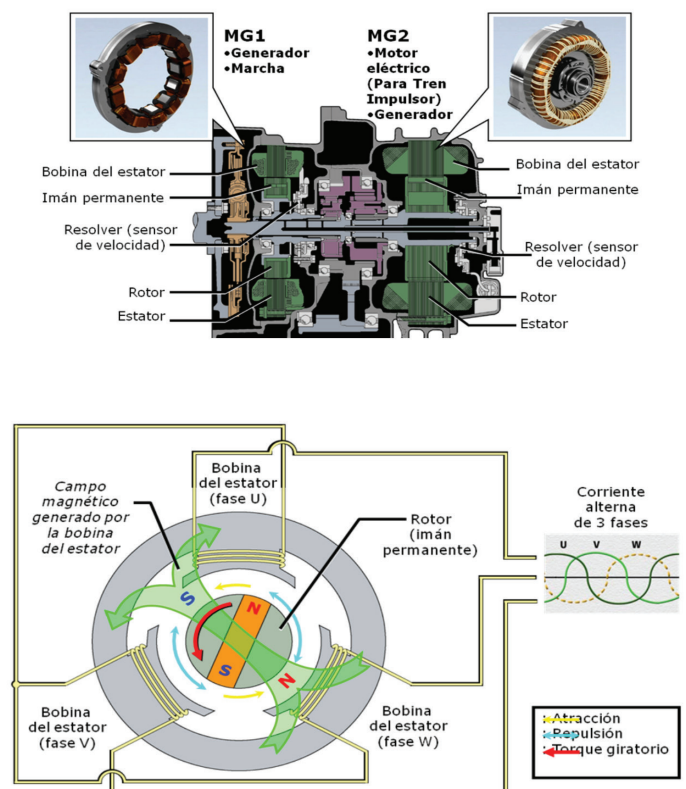 MG1
•Generador
•Marcha
MG2
•Motor
eléctrico
(Para Tren
Impulsor)
•Generador
Bobina del estator
Imán permanente
Resolver (sensor
de velocidad)
Rotor
Estator
Bobina del estator
Imán permanente
Resolver (sensor
de velocidad)
Rotor
Estator
Campo
magnético
generado por
la bobina
del estator
Bobina
del estator
(fase U)
Rotor
(imán
permanente)
Corriente
alterna
de 3 fases
U V W
S
N
S
N
Bobina
del estator
(fase V)
Bobina
del estator
(fase W)
: Atracción
: Repulsión
: Torque giratorio